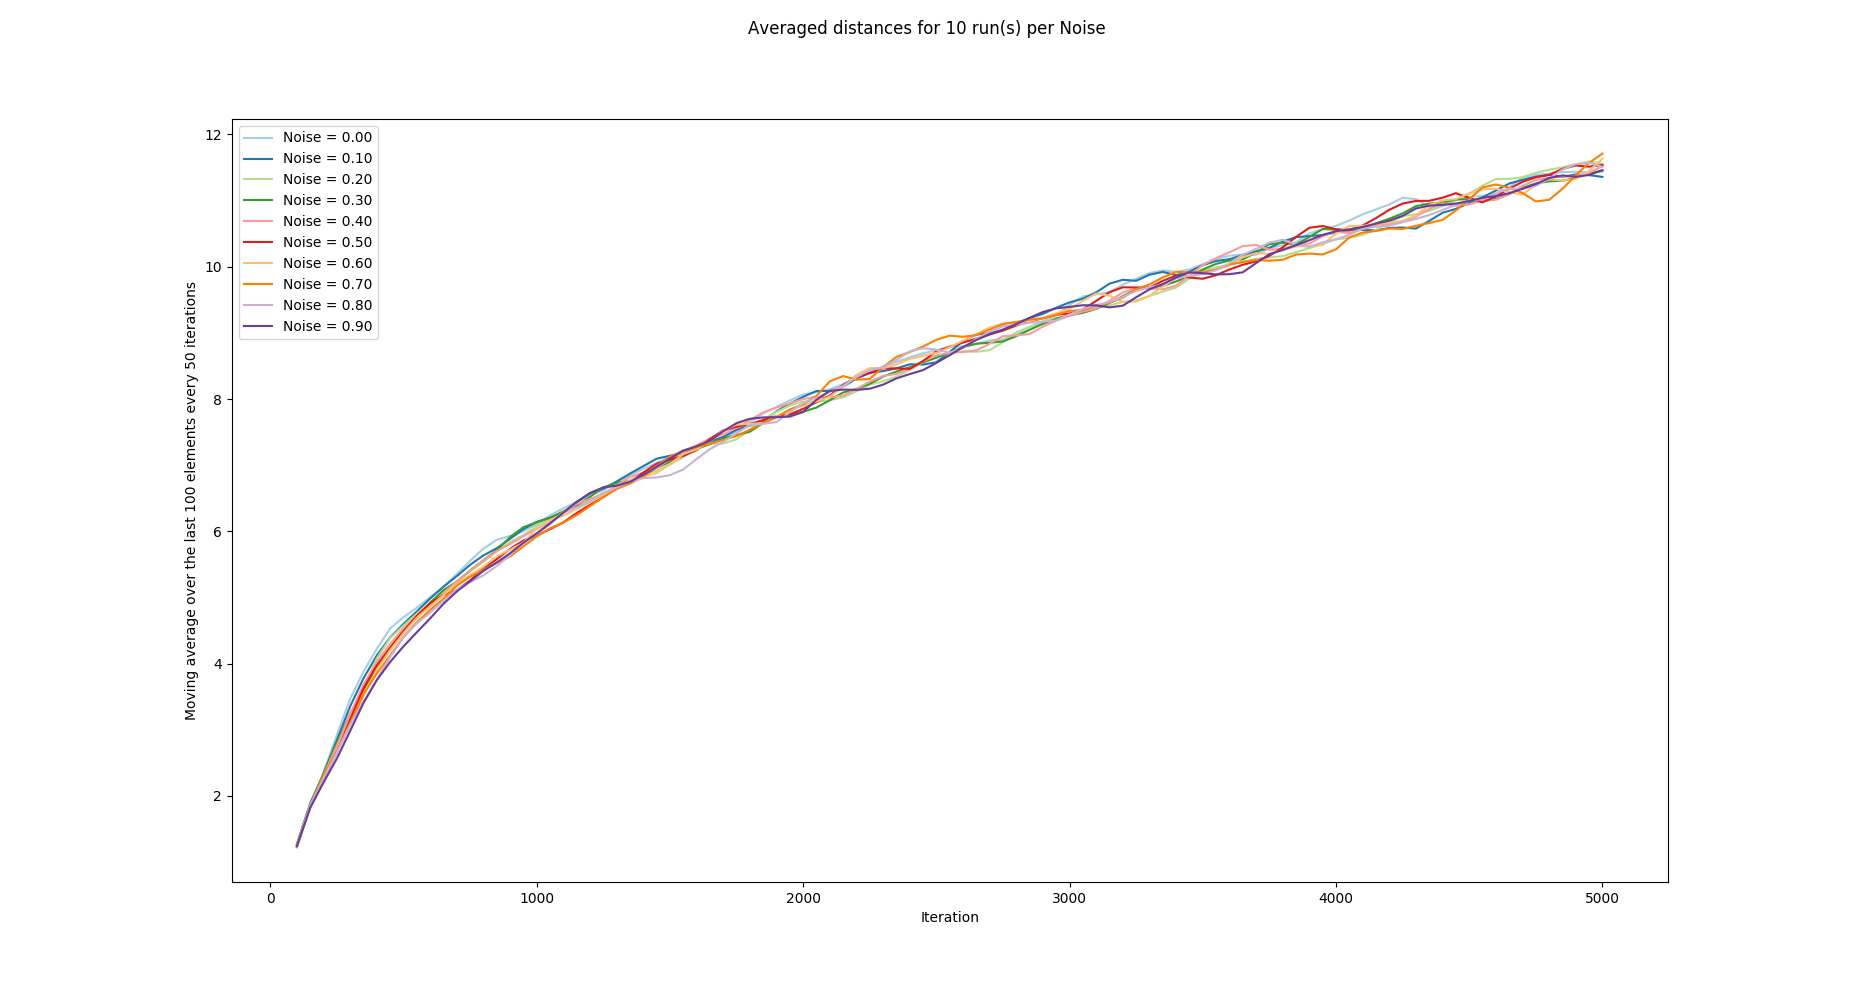 Averaged distances for 10 run(s) per Noise
Moving average over the last 100 elements every 50 iterations
12
10
8
6
4
2
Noise = 0.00
Noise = 0.10
Noise = 0.20
Noise = 0.30
Noise = 0.40
Noise = 0.50
Noise = 0.60
Noise = 0.70
Noise = 0.80
Noise = 0.90
0 1000 2000 3000 4000 5000
Iteration